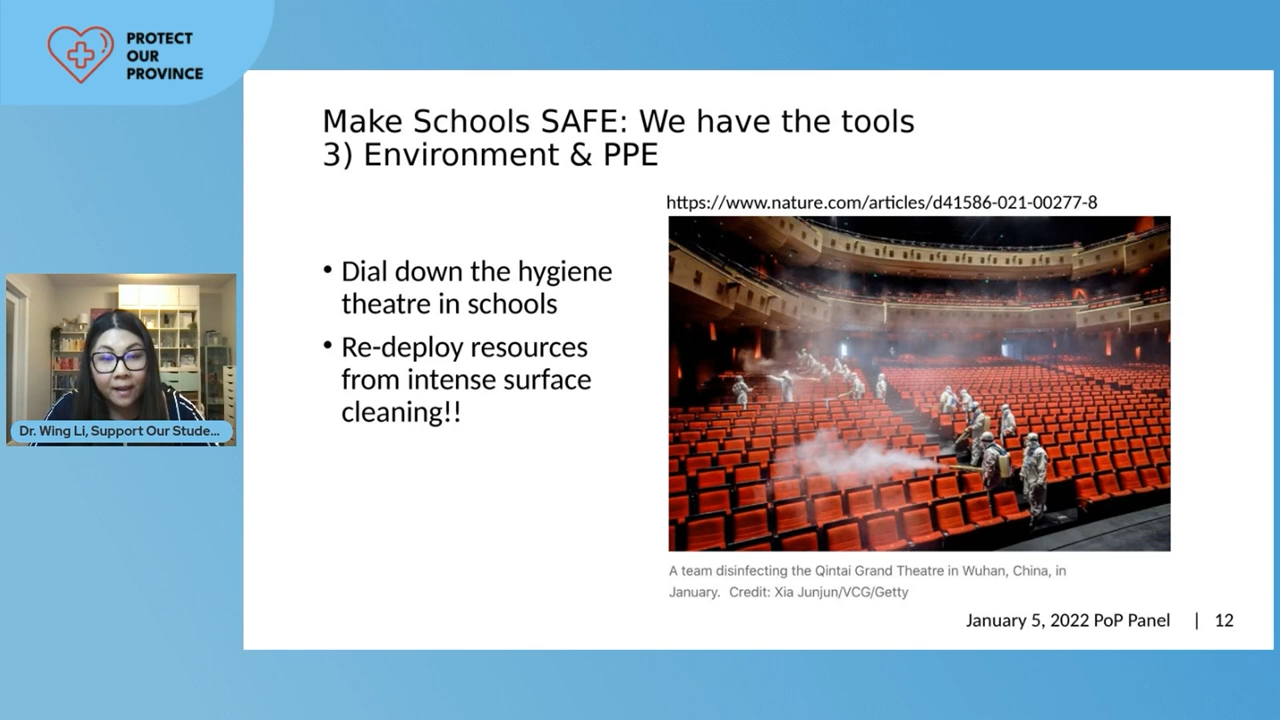 PROTECT
OUR
PROVINCE
Make Schools SAFE: We have the tools
3) Environment & PPE
https://www.nature.com/articles/d41586-021-00277-8
• Dial down the hygiene
theatre in schools
• Re-deploy resources
from intense surface
cleaning!!
Dr. Wing Li, Support Our Stude...
A team disinfecting the Qintai Grand Theatre in Wuhan, China, in
January. Credit: Xia Junjun/VCG/Getty
January 5, 2022 PoP Panel | 12